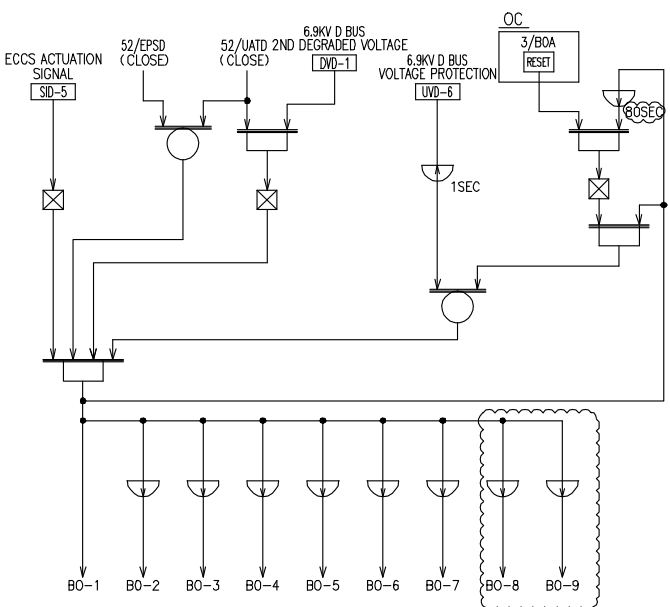 OC
6.9KV D BUS
52/EPSD
52/UATD
2ND DEGRADED VOLTAGE
(CLOSE)
(CLOSE)
DVD-1
3/BOA
RESET
ECCS ACTUATION
SIGNAL
SID-5
6.9KV D BUS
VOLTAGE PROTECTION
UVD-6
80SEC
1SEC
BO-1
BO-2
BO-3
BO-4
BO-5
BO-6
BO-7
BO-8
BO-9